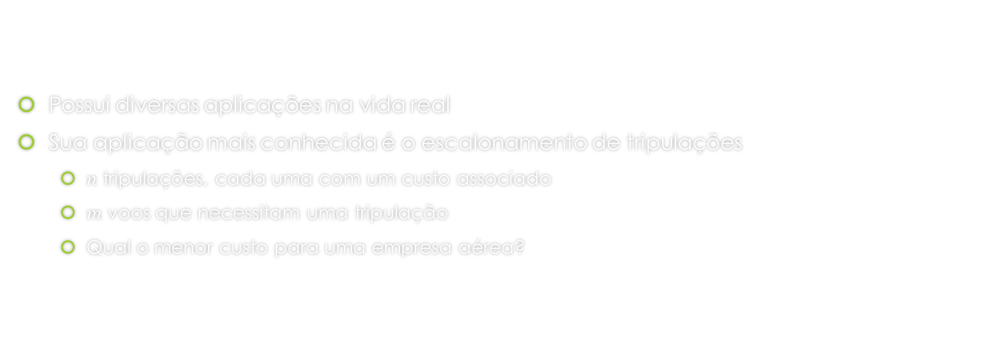 Possui diversas aplicações na vida real
Sua aplicação mais conhecida é o escalonamento de tripulações
n tripulações, cada uma com um custo associado
m voos que necessitam uma tripulação
Qual o menor custo para uma empresa aérea?